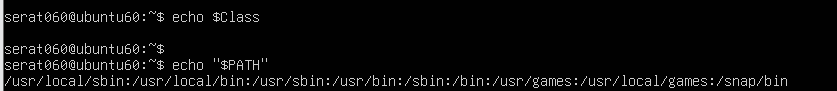 serat060@ubuntu60:~$ echo $Class

serat060@ubuntu60:~$
serat060@ubuntu60:~$ echo "$PATH"
/usr/local/sbin:/usr/local/bin:/usr/sbin:/usr/bin:/sbin:/bin:/usr/games:/usr/local/games:/snap/bin